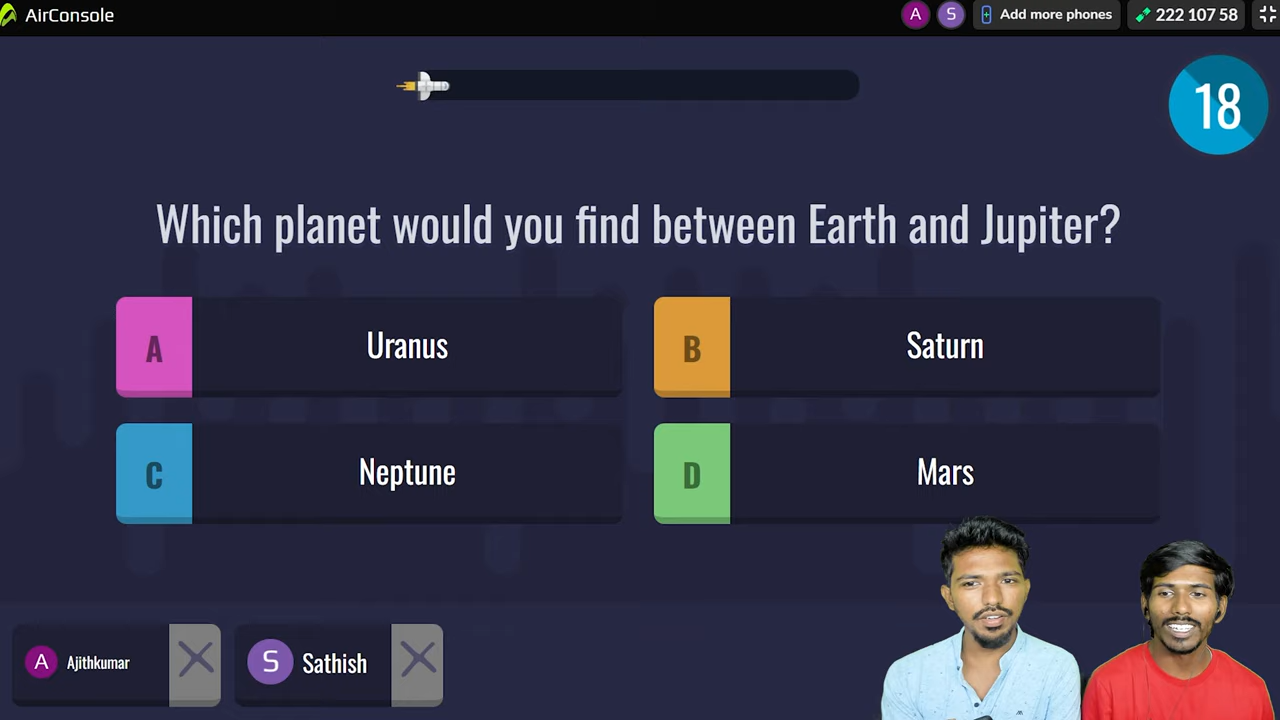 AirConsole
A
S
Add more phones
222 107 58
18
Which planet would you find between Earth and Jupiter?
A
Uranus
B
Saturn
C
Neptune
D
Mars
A
Ajithkumar
S
Sathish